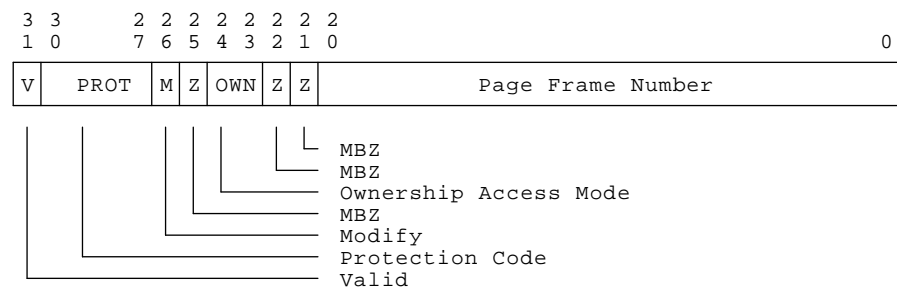 3 3 2 2 2 2 2 2 2 2
1 0 7 6 5 4 3 2 1 0 0
V PROT M Z OWN Z Z Page Frame Number
MBZ
MBZ
Ownership Access Mode
MBZ
Modify
Protection Code
Valid